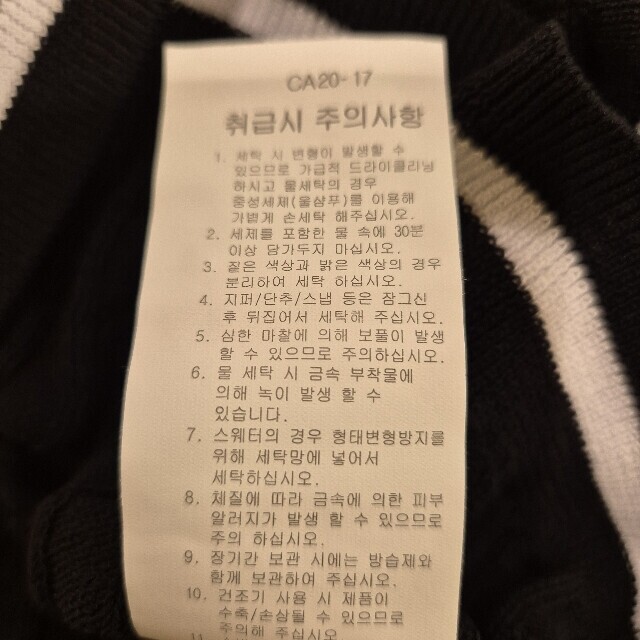 CA20-17
취급시 주의사항
1. 세탁 시 변형이 발생할 수
있으므로 가급적 드라이클리닝
하시고 물세탁의 경우
중성세제(울샴푸)를 이용해
가볍게 손세탁 해주십시오.
2. 세제를 포함한 물 속에 30분
이상 담가두지 마십시오.
3. 짙은 색상과 밝은 색상의 경우
분리하여 세탁 하십시오.
4. 지퍼/단추/스냅 등은 잠그신
후 뒤집어서 세탁해 주십시오.
5. 심한 마찰에 의해 보풀이 발생
할 수 있으므로 주의하십시오.
6. 물 세탁 시 금속 부착물에
의해 녹이 발생 할 수
있습니다.
7. 스웨터의 경우 형태변형방지를
위해 세탁망에 넣어서
세탁하십시오.
8. 체질에 따라 금속에 의한 피부
알러지가 발생 할 수 있으므로
주의 하십시오.
9. 장기간 보관 시에는 방습제와
함께 보관하여 주십시오.
10. 건조기 사용 시 제품이
수축/손상될 수 있으므로
주의해 주십시오.
11.